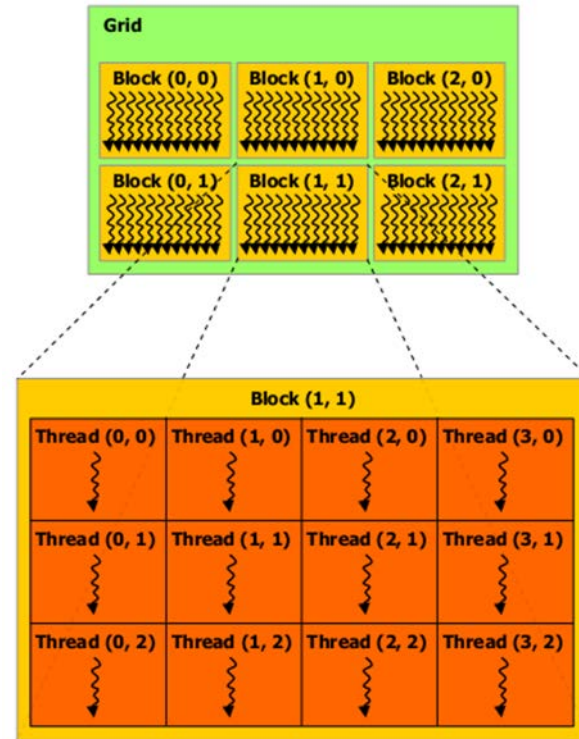 Grid
Block (0, 0) Block (1, 0) Block (2, 0)
Block (0, 1) Block (1, 1) Block (2, 1)
Block (1, 1)
Thread (0, 0) Thread (1, 0) Thread (2, 0) Thread (3, 0)
Thread (0, 1) Thread (1, 1) Thread (2, 1) Thread (3, 1)
Thread (0, 2) Thread (1, 2) Thread (2, 2) Thread (3, 2)